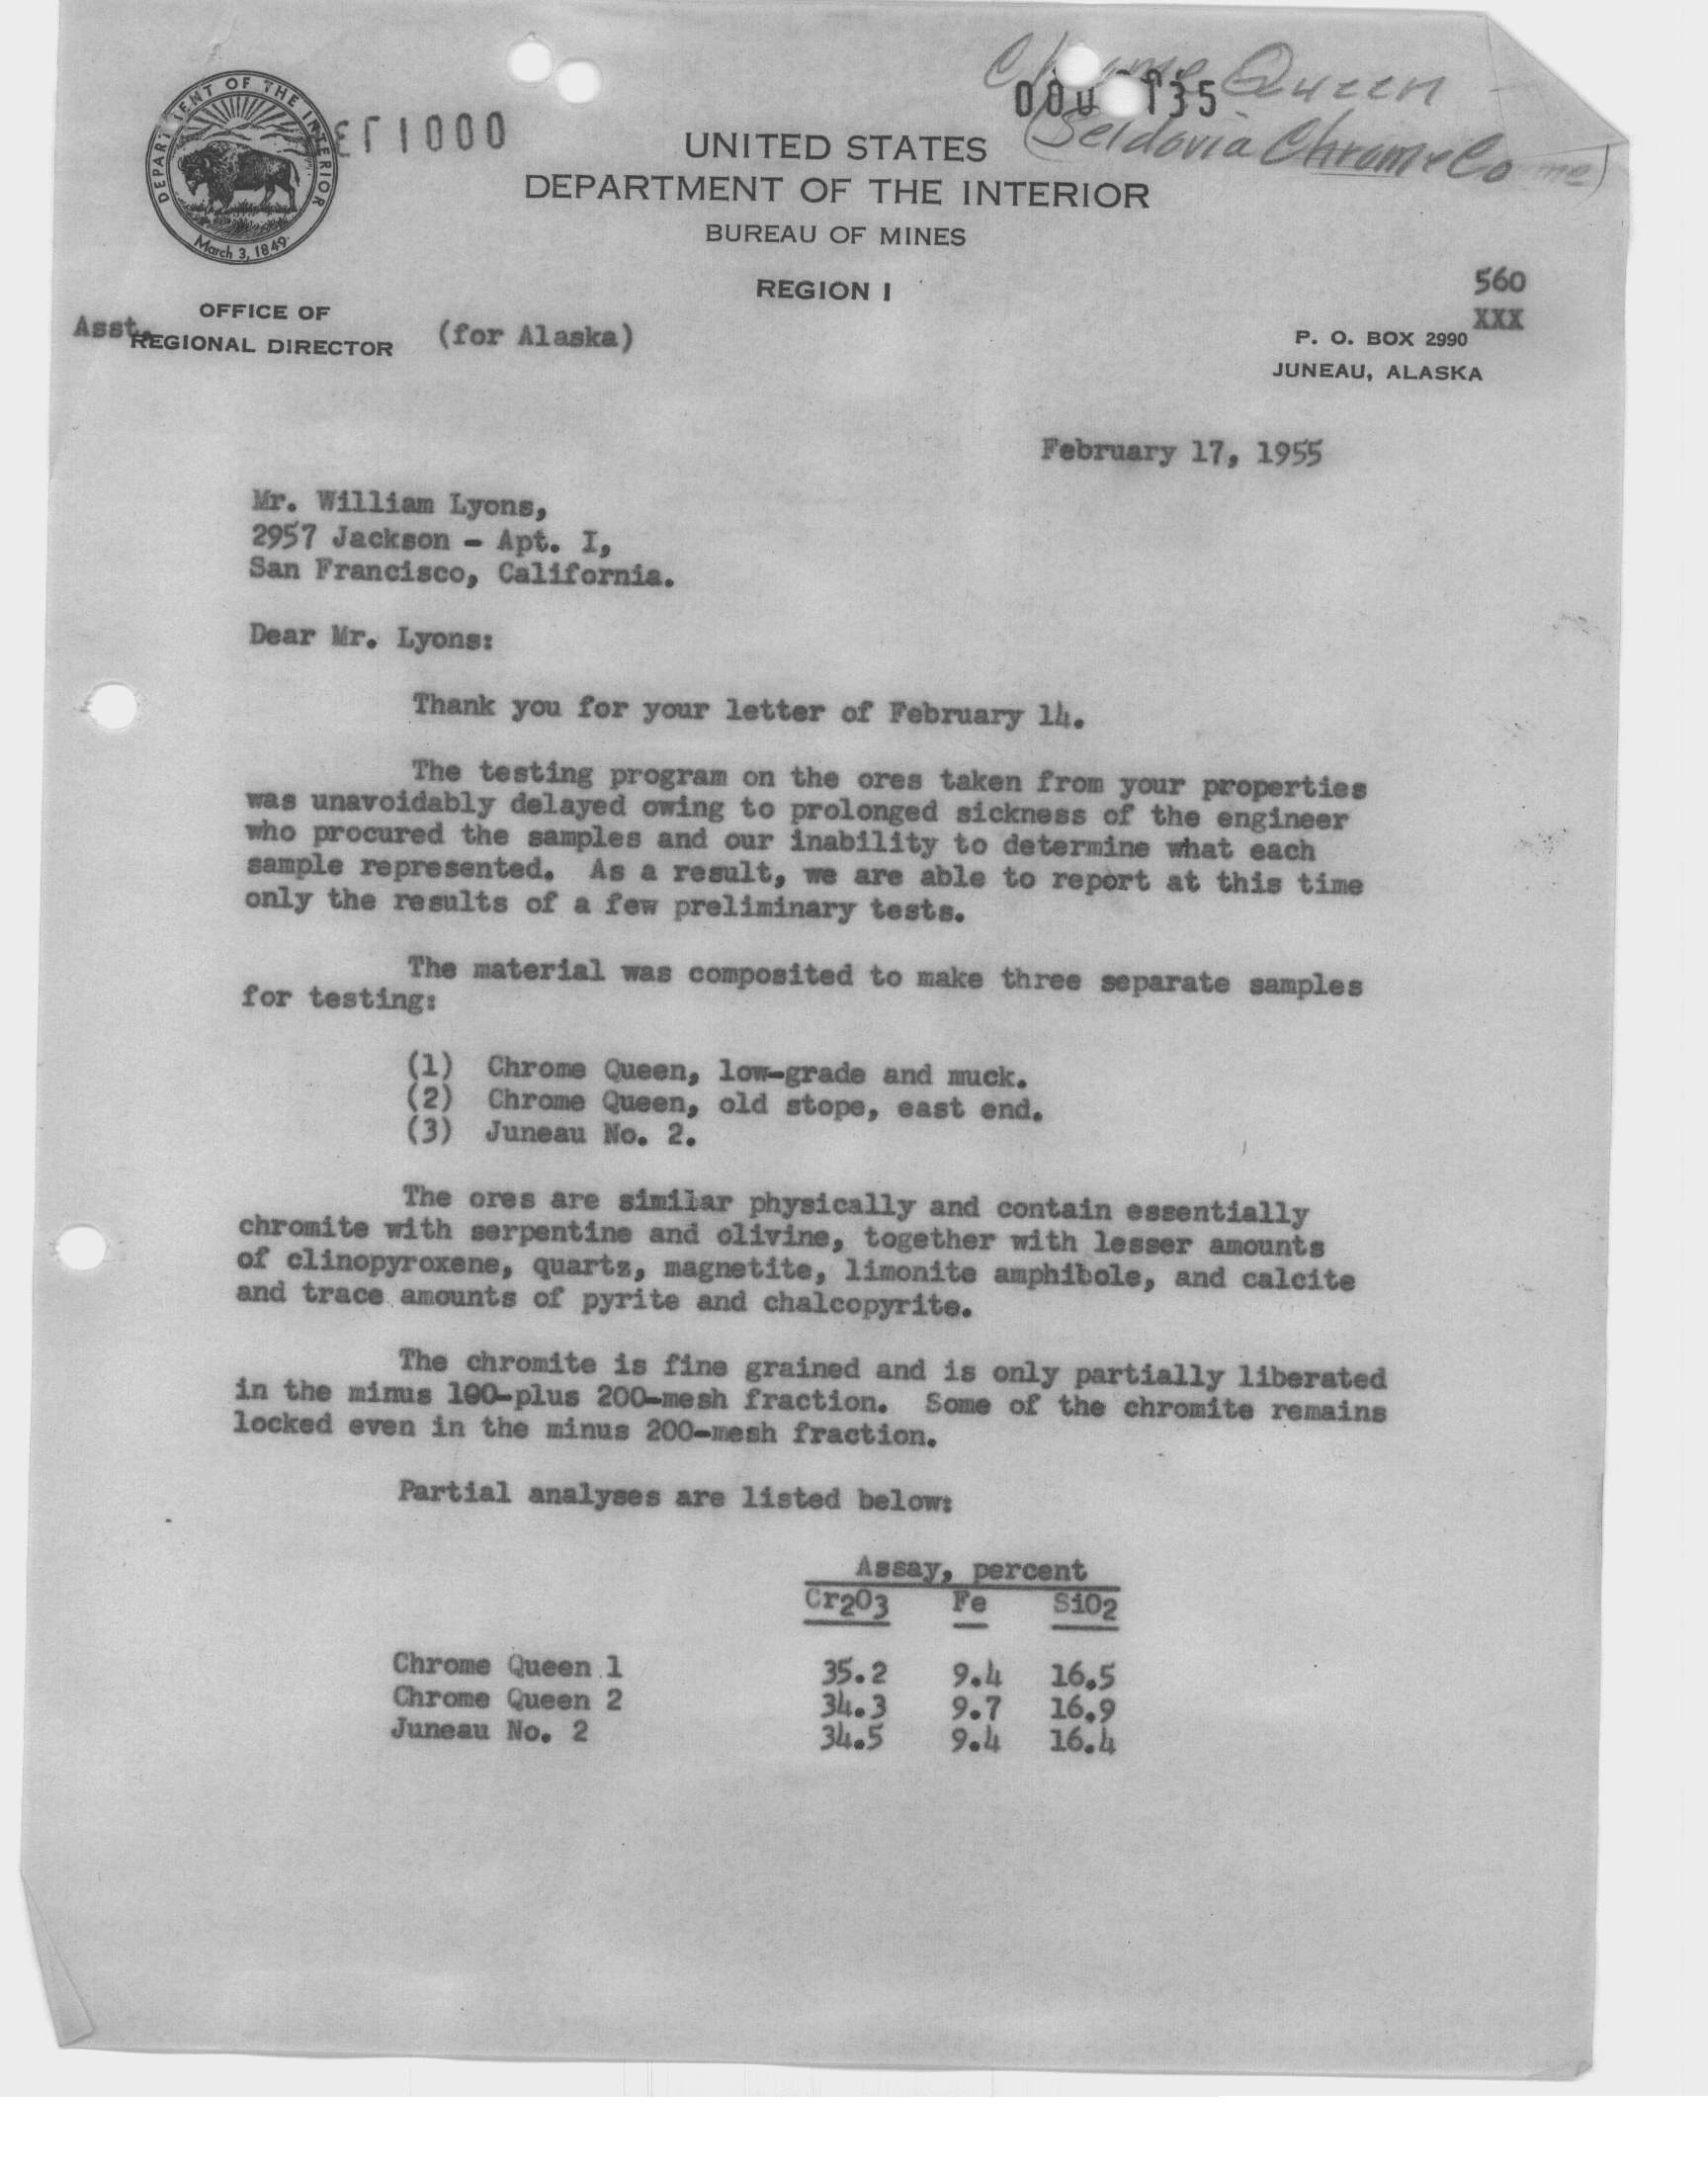 Chrome Queen
000 135
(Seldovia Chrome Co
DEPARTMENT OF THE INTERIOR
March 3, 1849
UNITED STATES
DEPARTMENT OF THE INTERIOR
BUREAU OF MINES
REGION I
560
XXX
OFFICE OF
Asst. REGIONAL DIRECTOR (for Alaska)
P. O. BOX 2990
JUNEAU, ALASKA
February 17, 1955
Mr. William Lyons,
2957 Jackson - Apt. I,
San Francisco, California.
Dear Mr. Lyons:
Thank you for your letter of February 14.
The testing program on the ores taken from your properties
was unavoidably delayed owing to prolonged sickness of the engineer
who procured the samples and our inability to determine what each
sample represented. As a result, we are able to report at this time
only the results of a few preliminary tests.
The material was composited to make three separate samples
for testing:
(1) Chrome Queen, low-grade and muck.
(2) Chrome Queen, old stope, east end.
(3) Juneau No. 2.
The ores are similar physically and contain essentially
chromite with serpentine and olivine, together with lesser amounts
of clinopyroxene, quartz, magnetite, limonite amphibole, and calcite
and trace amounts of pyrite and chalcopyrite.
The chromite is fine grained and is only partially liberated
in the minus 100-plus 200-mesh fraction. Some of the chromite remains
locked even in the minus 200-mesh fraction.
Partial analyses are listed below:
Assay, percent
Cr2O3 Fe SiO2
Chrome Queen 1 35.2 9.4 16.5
Chrome Queen 2 34.3 9.7 16.9
Juneau No. 2 34.5 9.4 16.4